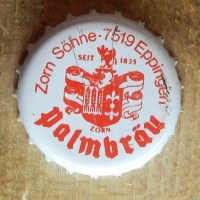 Zorn Söhne · 7519 Eppingen
SEIT 1835
ZORN
Palmbräu